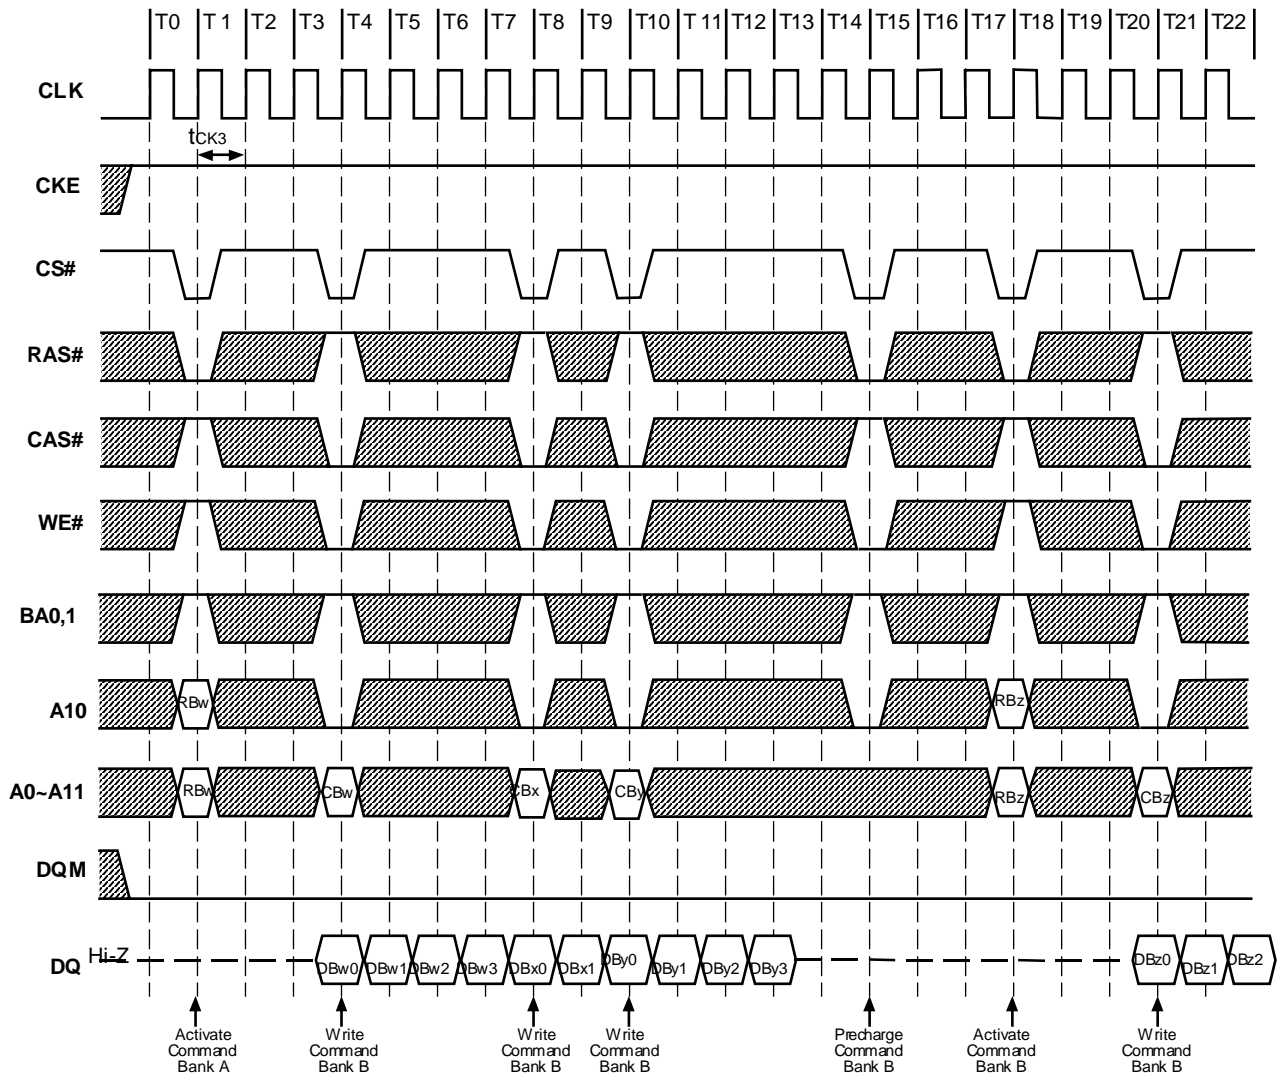 T0 T1 T2 T3 T4 T5 T6 T7 T8 T9 T10 T11 T12 T13 T14 T15 T16 T17 T18 T19 T20 T21 T22
CLK
tCK3
CKE
CS#
RAS#
CAS#
WE#
BA0,1
A10 RBw RBz
A0~A11 RBw CBw CBx CBy RBz CBz
DQM
DQ Hi-Z DBw0 DBw1 DBw2 DBw3 DBx0 DBx1 DBy0 DBy1 DBy2 DBy3 DBz0 DBz1 DBz2
Activate Command Bank A
Write Command Bank B
Write Command Bank B
Write Command Bank B
Precharge Command Bank B
Activate Command Bank B
Write Command Bank B